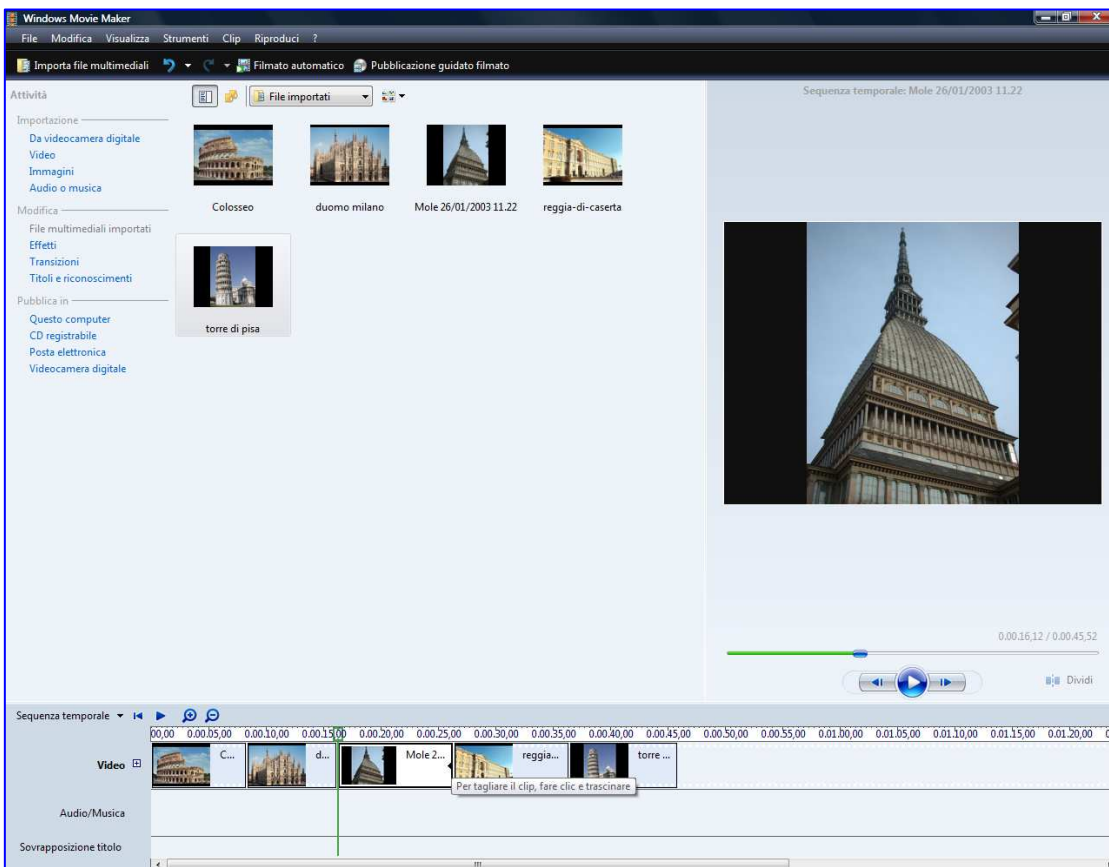 Windows Movie Maker
File Modifica Visualizza Strumenti Clip Riproduci ?
Importa file multimediali Filmato automatico Pubblicazione guidato filmato
Attività
Importazione
Da videocamera digitale
Video
Immagini
Audio o musica
Modifica
File multimediali importati
Effetti
Transizioni
Titoli e riconoscimenti
Pubblica in
Questo computer
CD registrabile
Posta elettronica
Videocamera digitale
File importati
Colosseo duomo milano Mole 26/01/2003 11.22 reggia-di-caserta
torre di pisa
Sequenza temporale: Mole 26/01/2003 11.22
0.00.16,12 / 0.00.45,52
Dividi
Sequenza temporale
00,00 0.00.05,00 0.00.10,00 0.00.15,00 0.00.20,00 0.00.25,00 0.00.30,00 0.00.35,00 0.00.40,00 0.00.45,00 0.00.50,00 0.00.55,00 0.01.00,00 0.01.05,00 0.01.10,00 0.01.15,00 0.01.20,00
Video C... d... Mole 2... reggia... torre ...
Per tagliare il clip, fare clic e trascinare
Audio/Musica
Sovrapposizione titolo